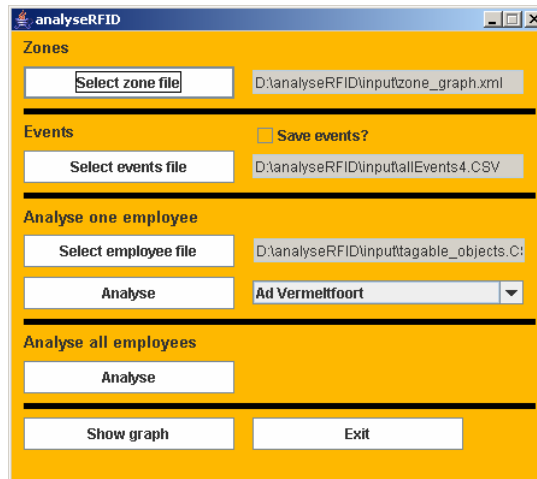 analyseRFID
Zones
Select zone file D:\analyseRFID\input\zone_graph.xml
Events Save events?
Select events file D:\analyseRFID\input\allEvents4.CSV
Analyse one employee
Select employee file D:\analyseRFID\input\tagable_objects.CS
Analyse Ad Vermeltfoort
Analyse all employees
Analyse
Show graph Exit